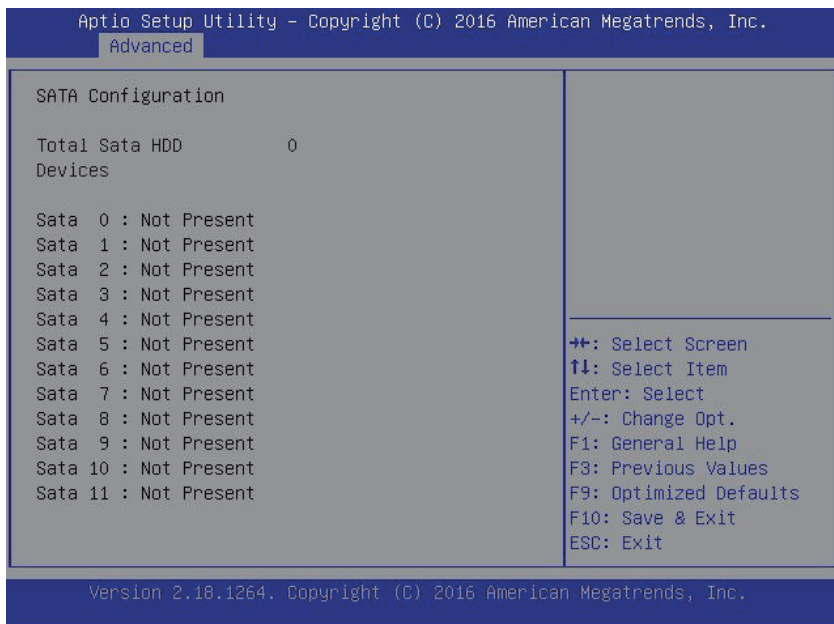 Aptio Setup Utility – Copyright (C) 2016 American Megatrends, Inc.
Advanced
SATA Configuration
Total Sata HDD 0
Devices
Sata 0 : Not Present
Sata 1 : Not Present
Sata 2 : Not Present
Sata 3 : Not Present
Sata 4 : Not Present
Sata 5 : Not Present
Sata 6 : Not Present
Sata 7 : Not Present
Sata 8 : Not Present
Sata 9 : Not Present
Sata 10 : Not Present
Sata 11 : Not Present
→←: Select Screen
↑↓: Select Item
Enter: Select
+/-: Change Opt.
F1: General Help
F3: Previous Values
F9: Optimized Defaults
F10: Save & Exit
ESC: Exit
Version 2.18.1264. Copyright (C) 2016 American Megatrends, Inc.